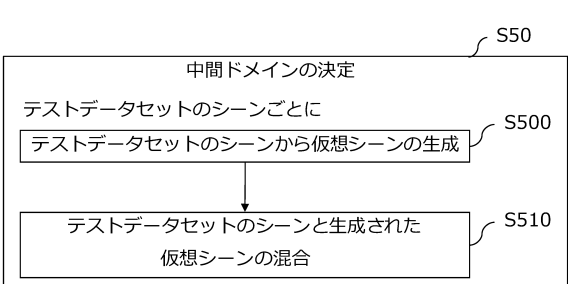 S50
中間ドメインの決定
テストデータセットのシーンごとに
S500
テストデータセットのシーンから仮想シーンの生成
テストデータセットのシーンと生成された
S510
仮想シーンの混合